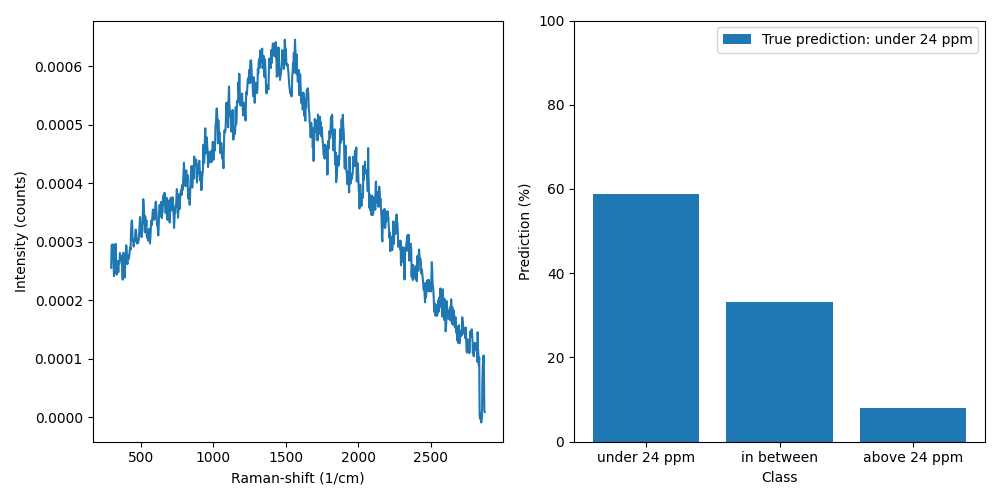 0.0006
0.0005
0.0004
0.0003
0.0002
0.0001
0.0000
Intensity (counts)
500 1000 1500 2000 2500
Raman-shift (1/cm)
100
80
60
40
20
0
Prediction (%)
True prediction: under 24 ppm
under 24 ppm in between above 24 ppm
Class